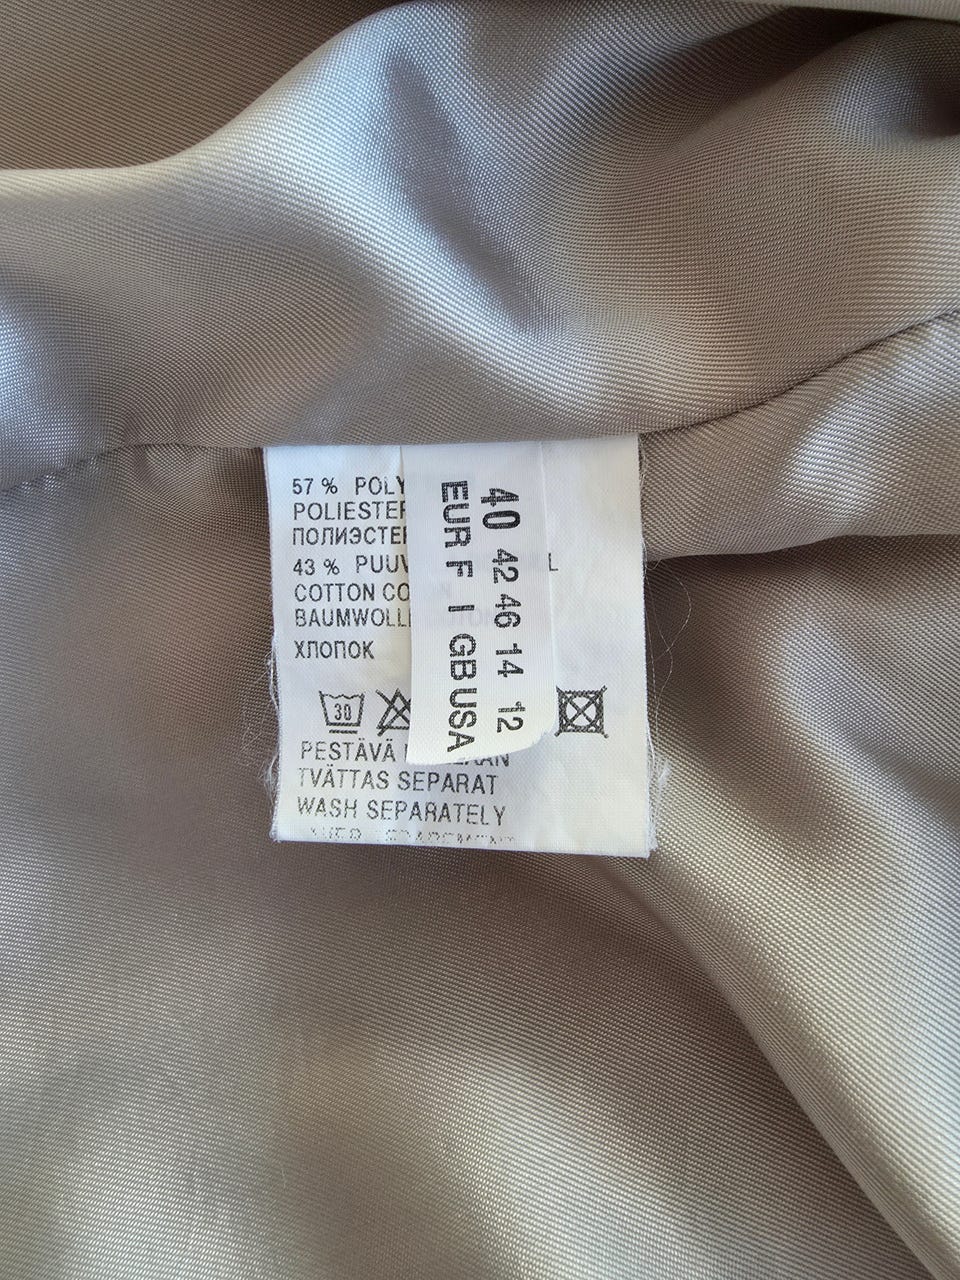 57 % POLY
POLIESTER
ПОЛИЭСТЕ
43 % PUUV L
COTTON CO
BAUMWOLL
ХЛОПОК
30
PESTÄVÄ
TVÄTTAS SEPARAT
WASH SEPARATELY
40 42 46 14 12
EUR F I GB USA